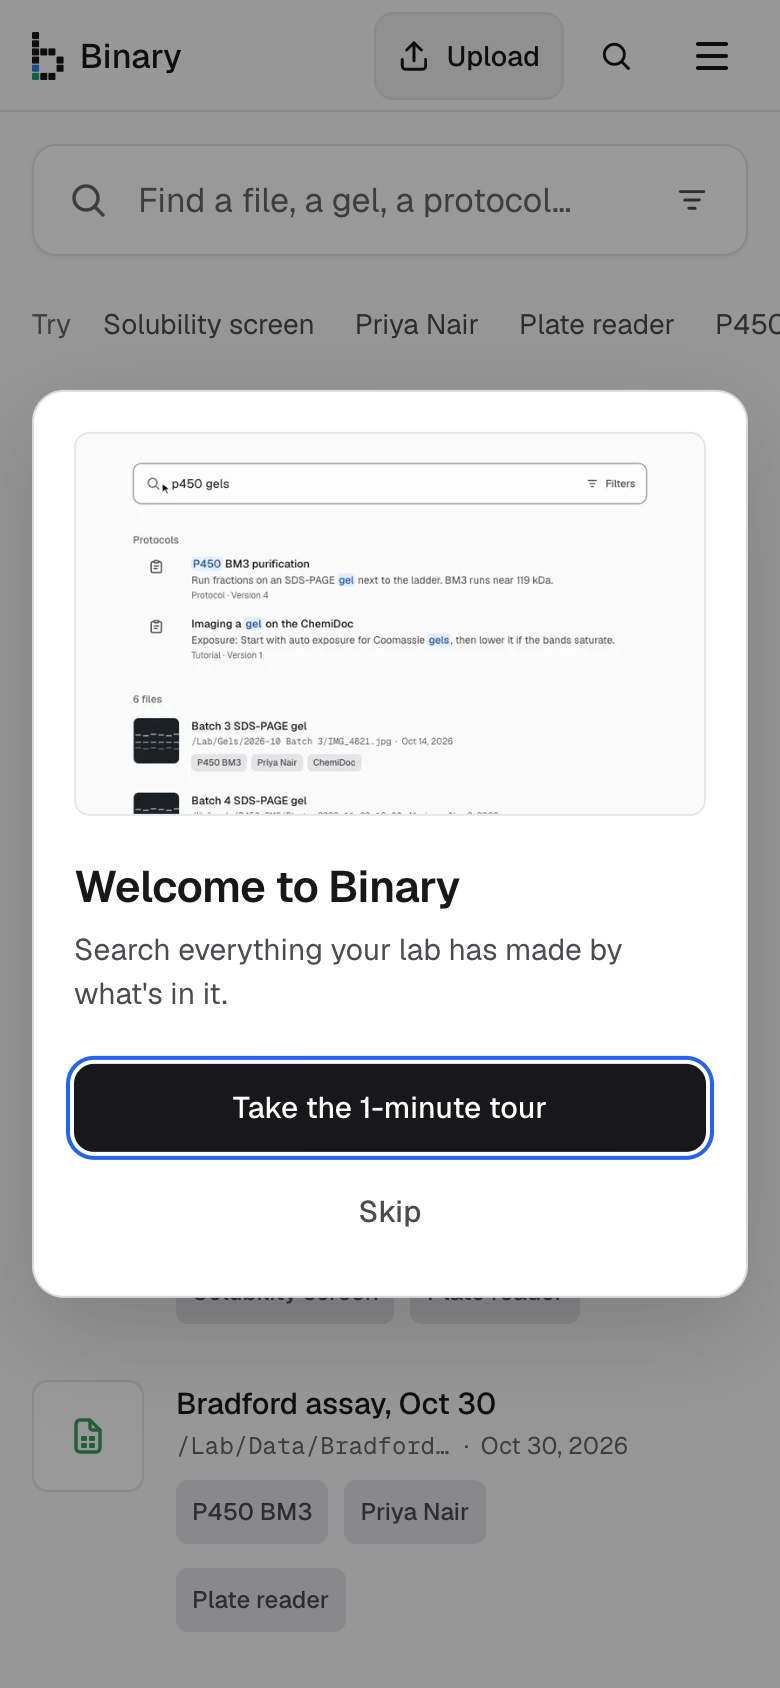 Binary
Upload
Find a file, a gel, a protocol...
Try Solubility screen Priya Nair Plate reader P450
p450 gels
Filters
Protocols
P450 BM3 purification
Run fractions on an SDS-PAGE gel next to the ladder. BM3 runs near 119 kDa.
Protocol · Version 4
Imaging a gel on the ChemiDoc
Exposure: Start with auto exposure for Coomassie gels, then lower it if the bands saturate.
Tutorial · Version 1
6 files
Batch 3 SDS-PAGE gel
/Lab/Gels/2026-10 Batch 3/IMG_4821.jpg · Oct 14, 2026
P450 BM3 Priya Nair ChemiDoc
Batch 4 SDS-PAGE gel
Welcome to Binary
Search everything your lab has made by
what's in it.
Take the 1-minute tour
Skip
Solubility screen Plate reader
Bradford assay, Oct 30
/Lab/Data/Bradford… · Oct 30, 2026
P450 BM3 Priya Nair
Plate reader